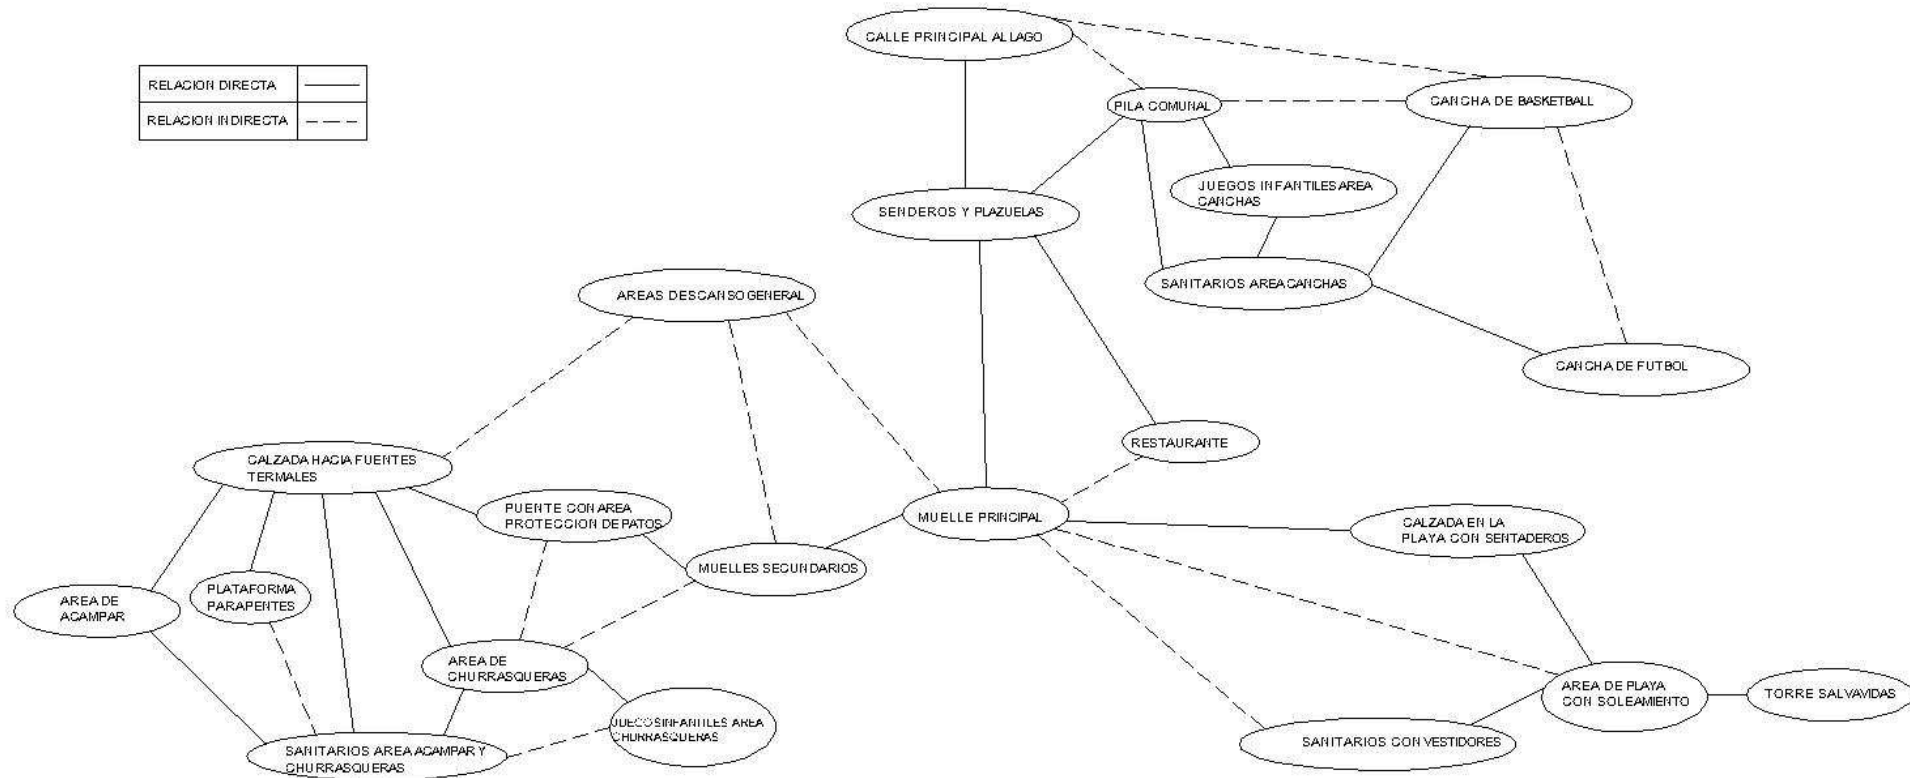 CALLE PRINCIPAL AL LAGO
RELACION DIRECTA
RELACION INDIRECTA
PILA COMUNAL
CANCHA DE BASKETBALL
JUEGOS INFANTILES AREA
CANCHAS
SENDEROS Y PLAZUELAS
SANITARIOS AREA CANCHAS
AREAS DESCANSO GENERAL
CANCHA DE FUTBOL
RESTAURANTE
CALZADA HACIA FUENTES
TERMALES
PUENTE CON AREA
PROTECCION DE PATOS
MUELLE PRINCIPAL
CALZADA EN LA
PLAYA CON SENTADEROS
MUELLES SECUNDARIOS
PLATAFORMA
PARAPENTES
AREA DE
ACAMPAR
AREA DE
CHURRASQUERAS
AREA DE PLAYA
CON SOLEAMIENTO
TORRE SALVAVIDAS
JUEGOS INFANTILES AREA
CHURRASQUERAS
SANITARIOS AREA ACAMPAR Y
CHURRASQUERAS
SANITARIOS CON VESTIDORES